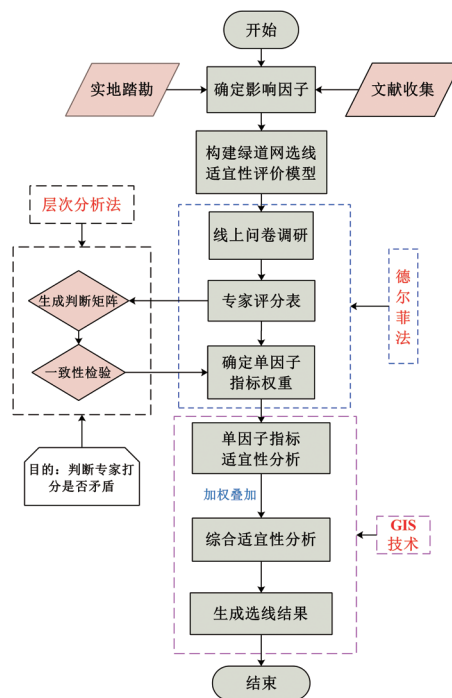 开始
实地踏勘
确定影响因子
文献收集
构建绿道网选线
适宜性评价模型
层次分析法
线上问卷调研
生成判断矩阵
专家评分表
德
尔
菲
法
一致性检验
确定单因子
指标权重
目的：判断专家打
分是否矛盾
单因子指标
适宜性分析
加权叠加
综合适宜性分析
GIS
技术
生成选线结果
结束